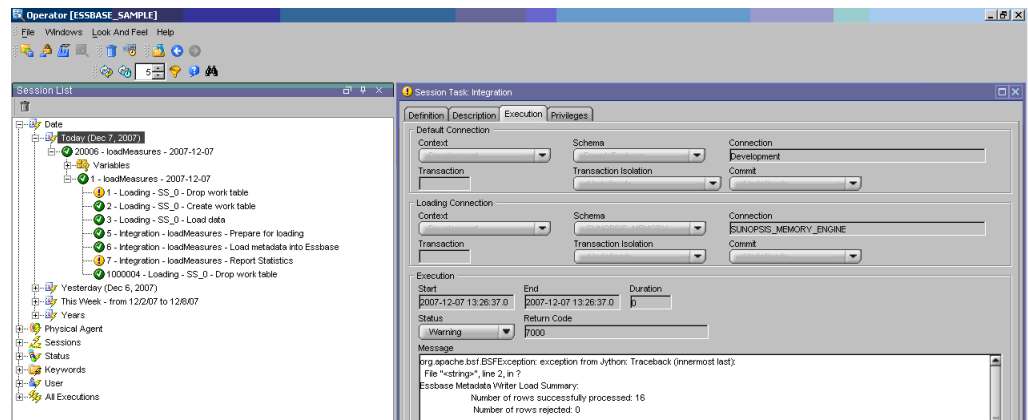 Operator [ESSBASE_SAMPLE]
File Windows Look And Feel Help
5
Session List
Date
Today (Dec 7, 2007)
20006 - loadMeasures - 2007-12-07
Variables
1 - loadMeasures - 2007-12-07
1 - Loading - SS_0 - Drop work table
2 - Loading - SS_0 - Create work table
3 - Loading - SS_0 - Load data
5 - Integration - loadMeasures - Prepare for loading
6 - Integration - loadMeasures - Load metadata into Essbase
7 - Integration - loadMeasures - Report Statistics
1000004 - Loading - SS_0 - Drop work table
Yesterday (Dec 6, 2007)
This Week - from 12/2/07 to 12/8/07
Years
Physical Agent
Sessions
Status
Keywords
User
All Executions
Session Task: Integration
Definition Description Execution Privileges
Default Connection
Context Schema Connection
Development
Transaction Transaction Isolation Commit
Loading Connection
Context Schema Connection
SUNOPSIS_MEMORY_ENGINE
Transaction Transaction Isolation Commit
Execution
Start End Duration
2007-12-07 13:26:37.0 2007-12-07 13:26:37.0 0
Status Return Code
Warning 7000
Message
org.apache.bsf.BSFException: exception from Jython: Traceback (innermost last):
File "<string>", line 2, in ?
Essbase Metadata Writer Load Summary:
Number of rows successfully processed: 16
Number of rows rejected: 0